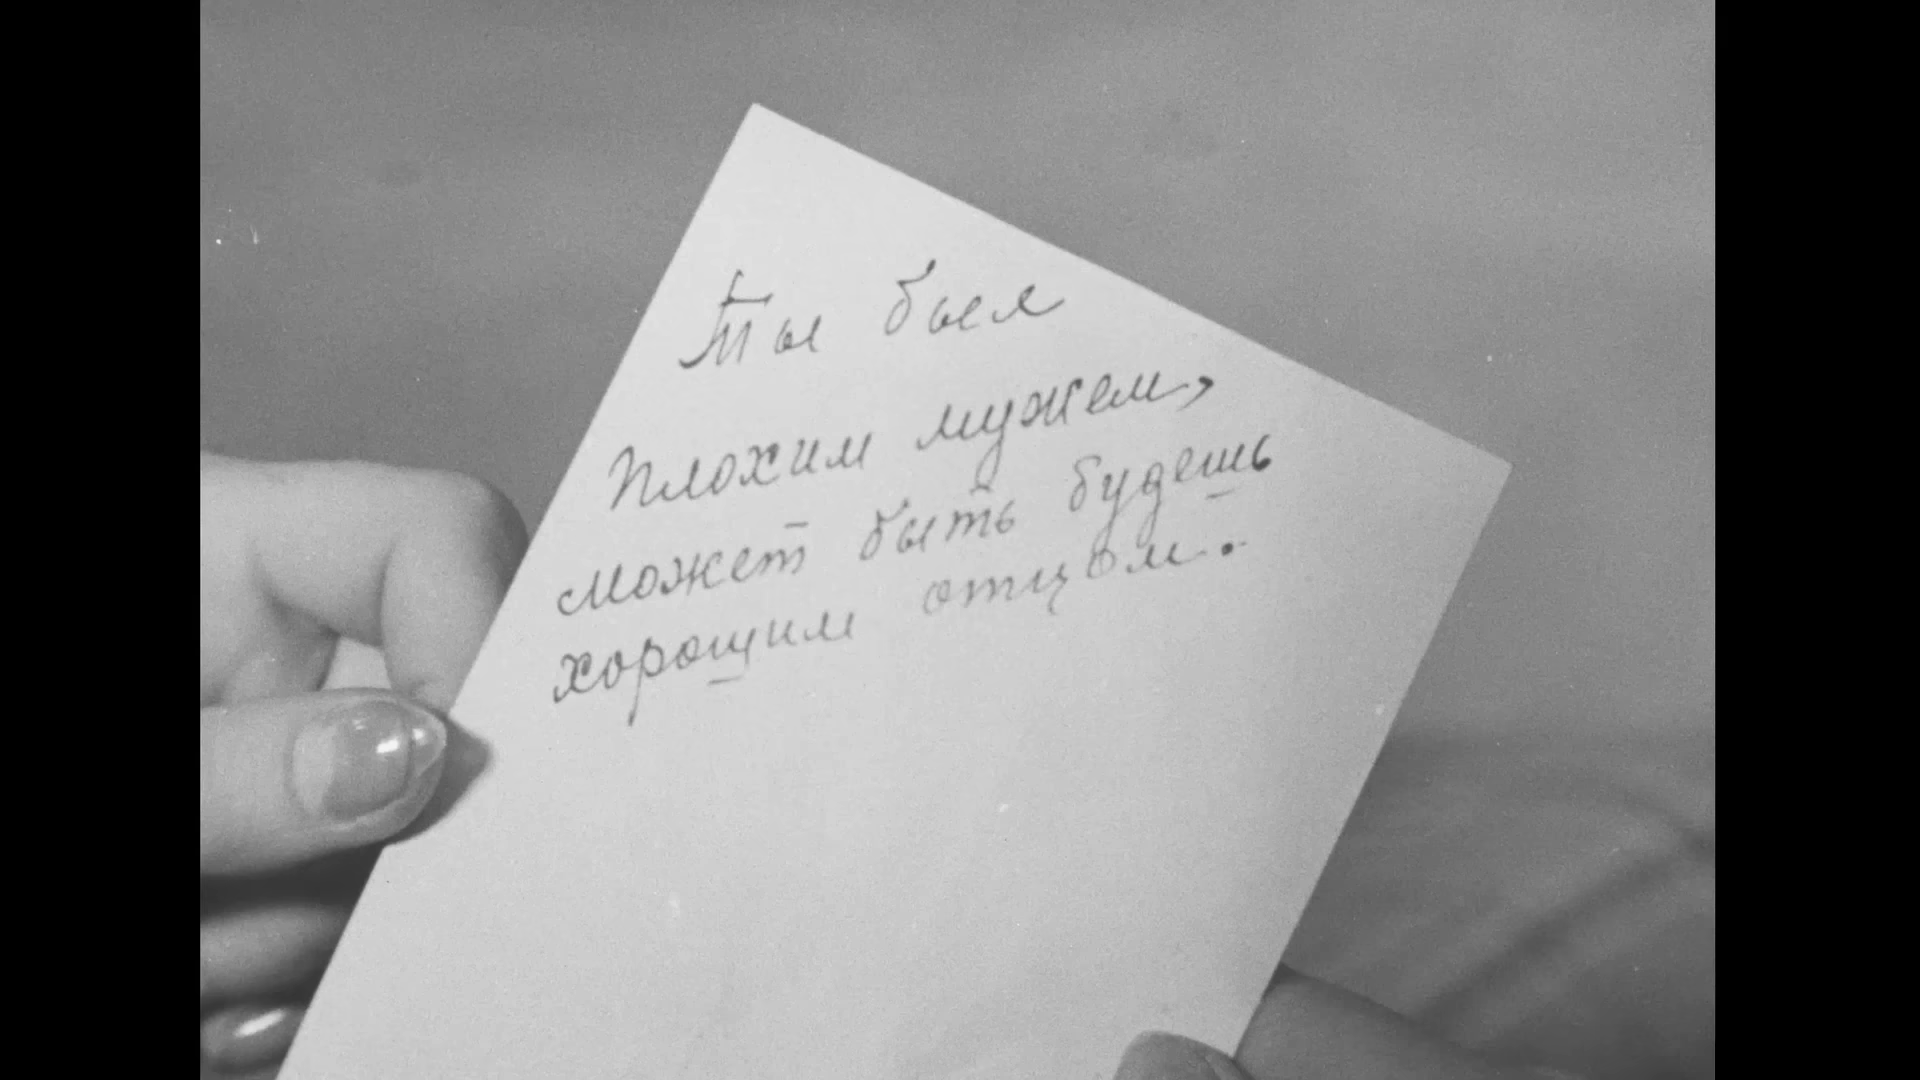 Ты был
плохим мужем,
может быть будешь
хорошим отцом.